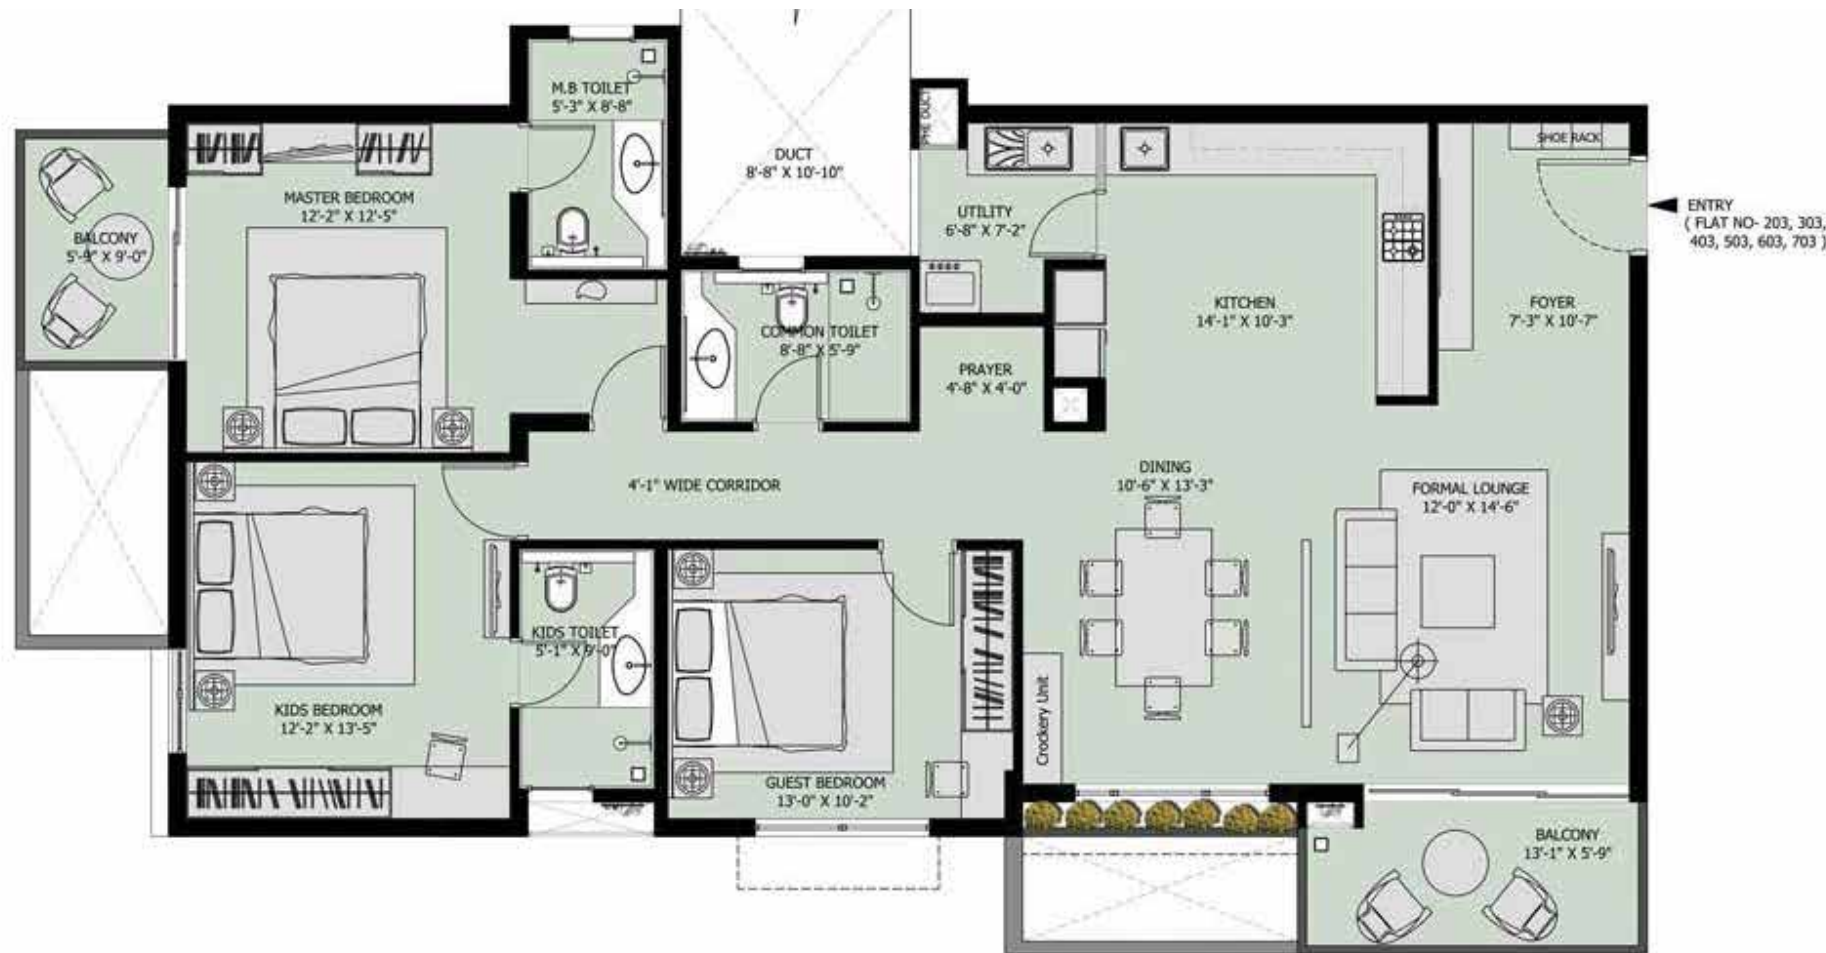 M.B TOILET
5'-3" X 8'-8"
DUCT
8'-8" X 10'-10"
PHE DUCT
SHOE RACK
MASTER BEDROOM
12'-2" X 12'-5"
BALCONY
5'-9" X 9'-0"
UTILITY
6'-8" X 7'-2"
ENTRY
( FLAT NO- 203, 303,
403, 503, 603, 703 )
KITCHEN
14'-1" X 10'-3"
FOYER
7'-3" X 10'-7"
COMMON TOILET
8'-8" X 5'-9"
PRAYER
4'-8" X 4'-0"
4'-1" WIDE CORRIDOR
DINING
10'-6" X 13'-3"
FORMAL LOUNGE
12'-0" X 14'-6"
KIDS TOILET
5'-1" X 9'-0"
KIDS BEDROOM
12'-2" X 13'-5"
Crockery Unit
GUEST BEDROOM
13'-0" X 10'-2"
BALCONY
13'-1" X 5'-9"